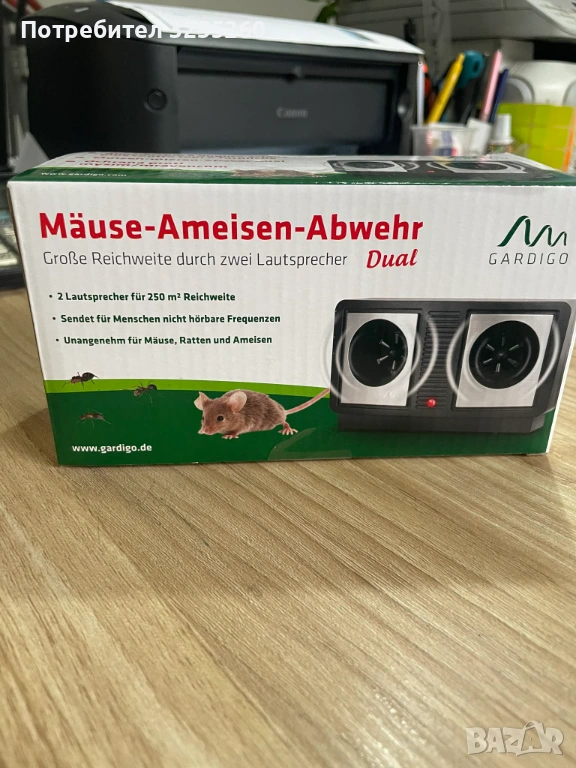 Потребител 3255260
Canon
www.gardigo.com
Mäuse-Ameisen-Abwehr
Große Reichweite durch zwei Lautsprecher Dual
GARDIGO
• 2 Lautsprecher für 250 m² Reichweite
• Sendet für Menschen nicht hörbare Frequenzen
• Unangenehm für Mäuse, Ratten und Ameisen
www.gardigo.de
BAZAR